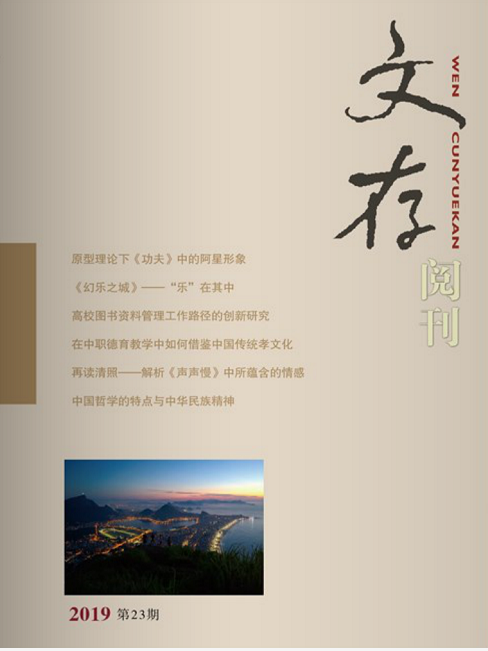 文存
WEN CUNYUEKAN
阅刊
原型理论下《功夫》中的阿星形象
《幻乐之城》——“乐”在其中
高校图书资料管理工作路径的创新研究
在中职德育教学中如何借鉴中国传统孝文化
再读清照——解析《声声慢》中所蕴含的情感
中国哲学的特点与中华民族精神
2019 第23期